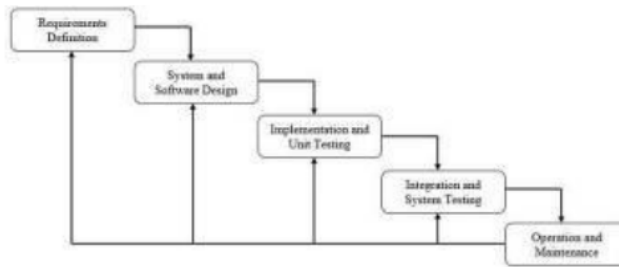 Requirements
Definition
System and
Software Design
Implementation and
Unit Testing
Integration and
System Testing
Operation and
Maintenance